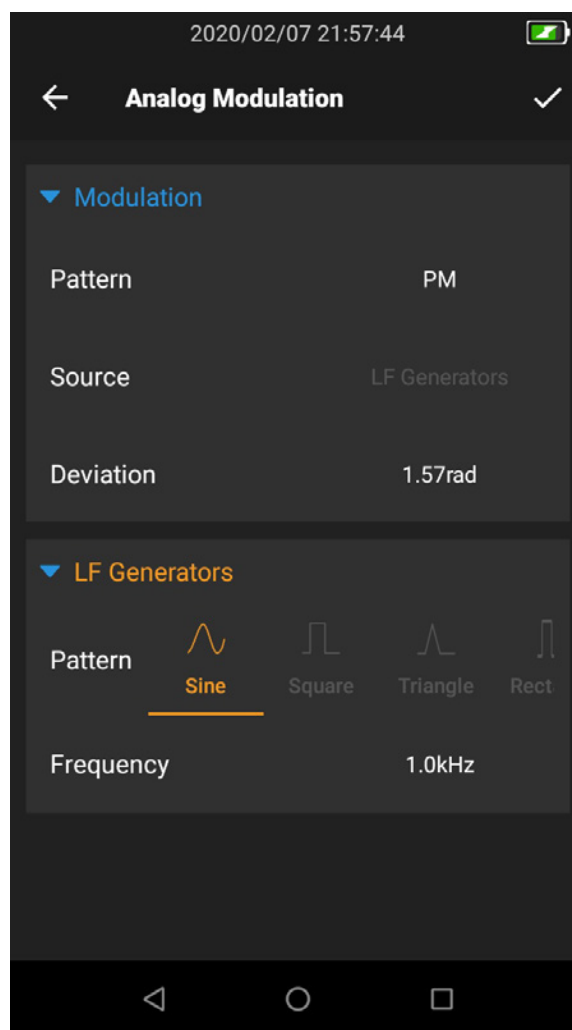 2020/02/07 21:57:44
Analog Modulation
Modulation
Pattern PM
Source LF Generators
Deviation 1.57rad
LF Generators
Pattern
Sine Square Triangle Rect
Frequency 1.0kHz